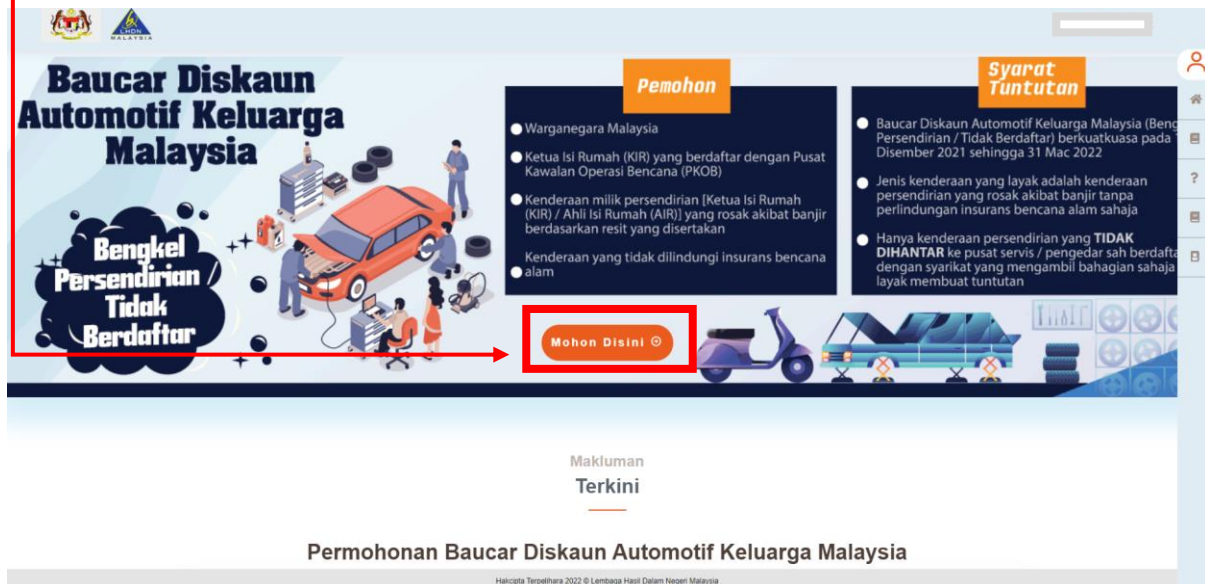 LHDN
MALAYSIA
Baucar Diskaun
Automotif Keluarga
Malaysia
Bengkel
Persendirian /
Tidak
Berdaftar
Pemohon
Warganegara Malaysia
Ketua Isi Rumah (KIR) yang berdaftar dengan Pusat
Kawalan Operasi Bencana (PKOB)
Kenderaan milik persendirian [Ketua Isi Rumah
(KIR) / Ahli Isi Rumah (AIR)] yang rosak akibat banjir
berdasarkan resit yang disertakan
Kenderaan yang tidak dilindungi insurans bencana
alam
Syarat
Tuntutan
Baucar Diskaun Automotif Keluarga Malaysia (Beng
Persendirian / Tidak Berdaftar) berkuatkuasa pada
Disember 2021 sehingga 31 Mac 2022
Jenis kenderaan yang layak adalah kenderaan
persendirian yang rosak akibat banjir tanpa
perlindungan insurans bencana alam sahaja
Hanya kenderaan persendirian yang TIDAK
DIHANTAR ke pusat servis / pengedar sah berdafta
dengan syarikat yang mengambil bahagian sahaja
layak membuat tuntutan
Mohon Disini
Makluman
Terkini
Permohonan Baucar Diskaun Automotif Keluarga Malaysia
Hakcipta Terpelihara 2022 © Lembaga Hasil Dalam Negeri Malaysia